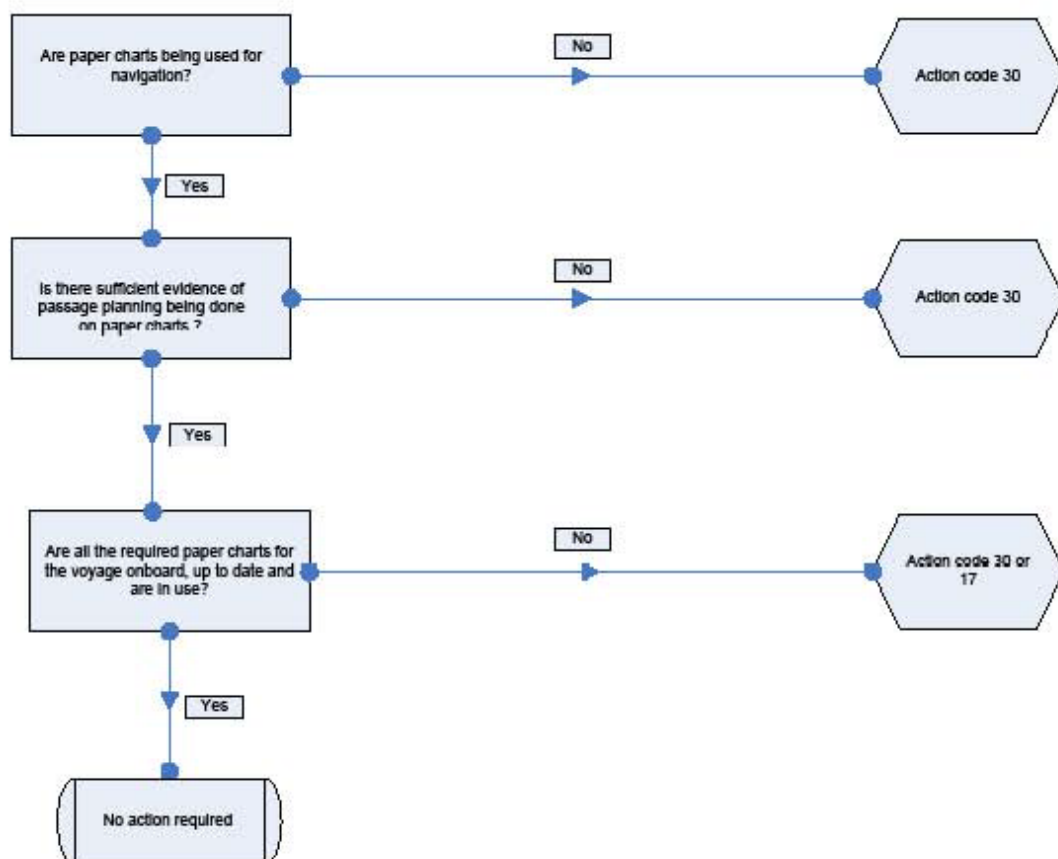 Are paper charts being used for
navigation?
No
Action code 30
Yes
Is there sufficient evidence of
passage planning being done
on paper charts ?
No
Action code 30
Yes
Are all the required paper charts for
the voyage onboard, up to date and
are in use?
No
Action code 30 or
17
Yes
No action required